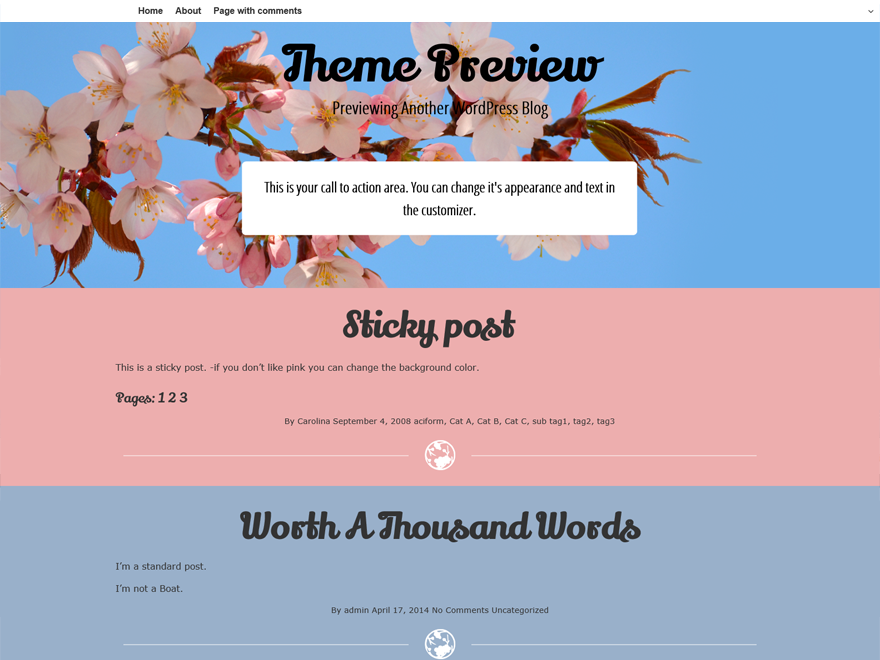 Home About Page with comments
Theme Preview
Previewing Another WordPress Blog
This is your call to action area. You can change it's appearance and text in
the customizer.
Sticky post
This is a sticky post. -if you don’t like pink you can change the background color.
Pages: 1 2 3
By Carolina September 4, 2008 aciform, Cat A, Cat B, Cat C, sub tag1, tag2, tag3
Worth A Thousand Words
I’m a standard post.
I’m not a Boat.
By admin April 17, 2014 No Comments Uncategorized